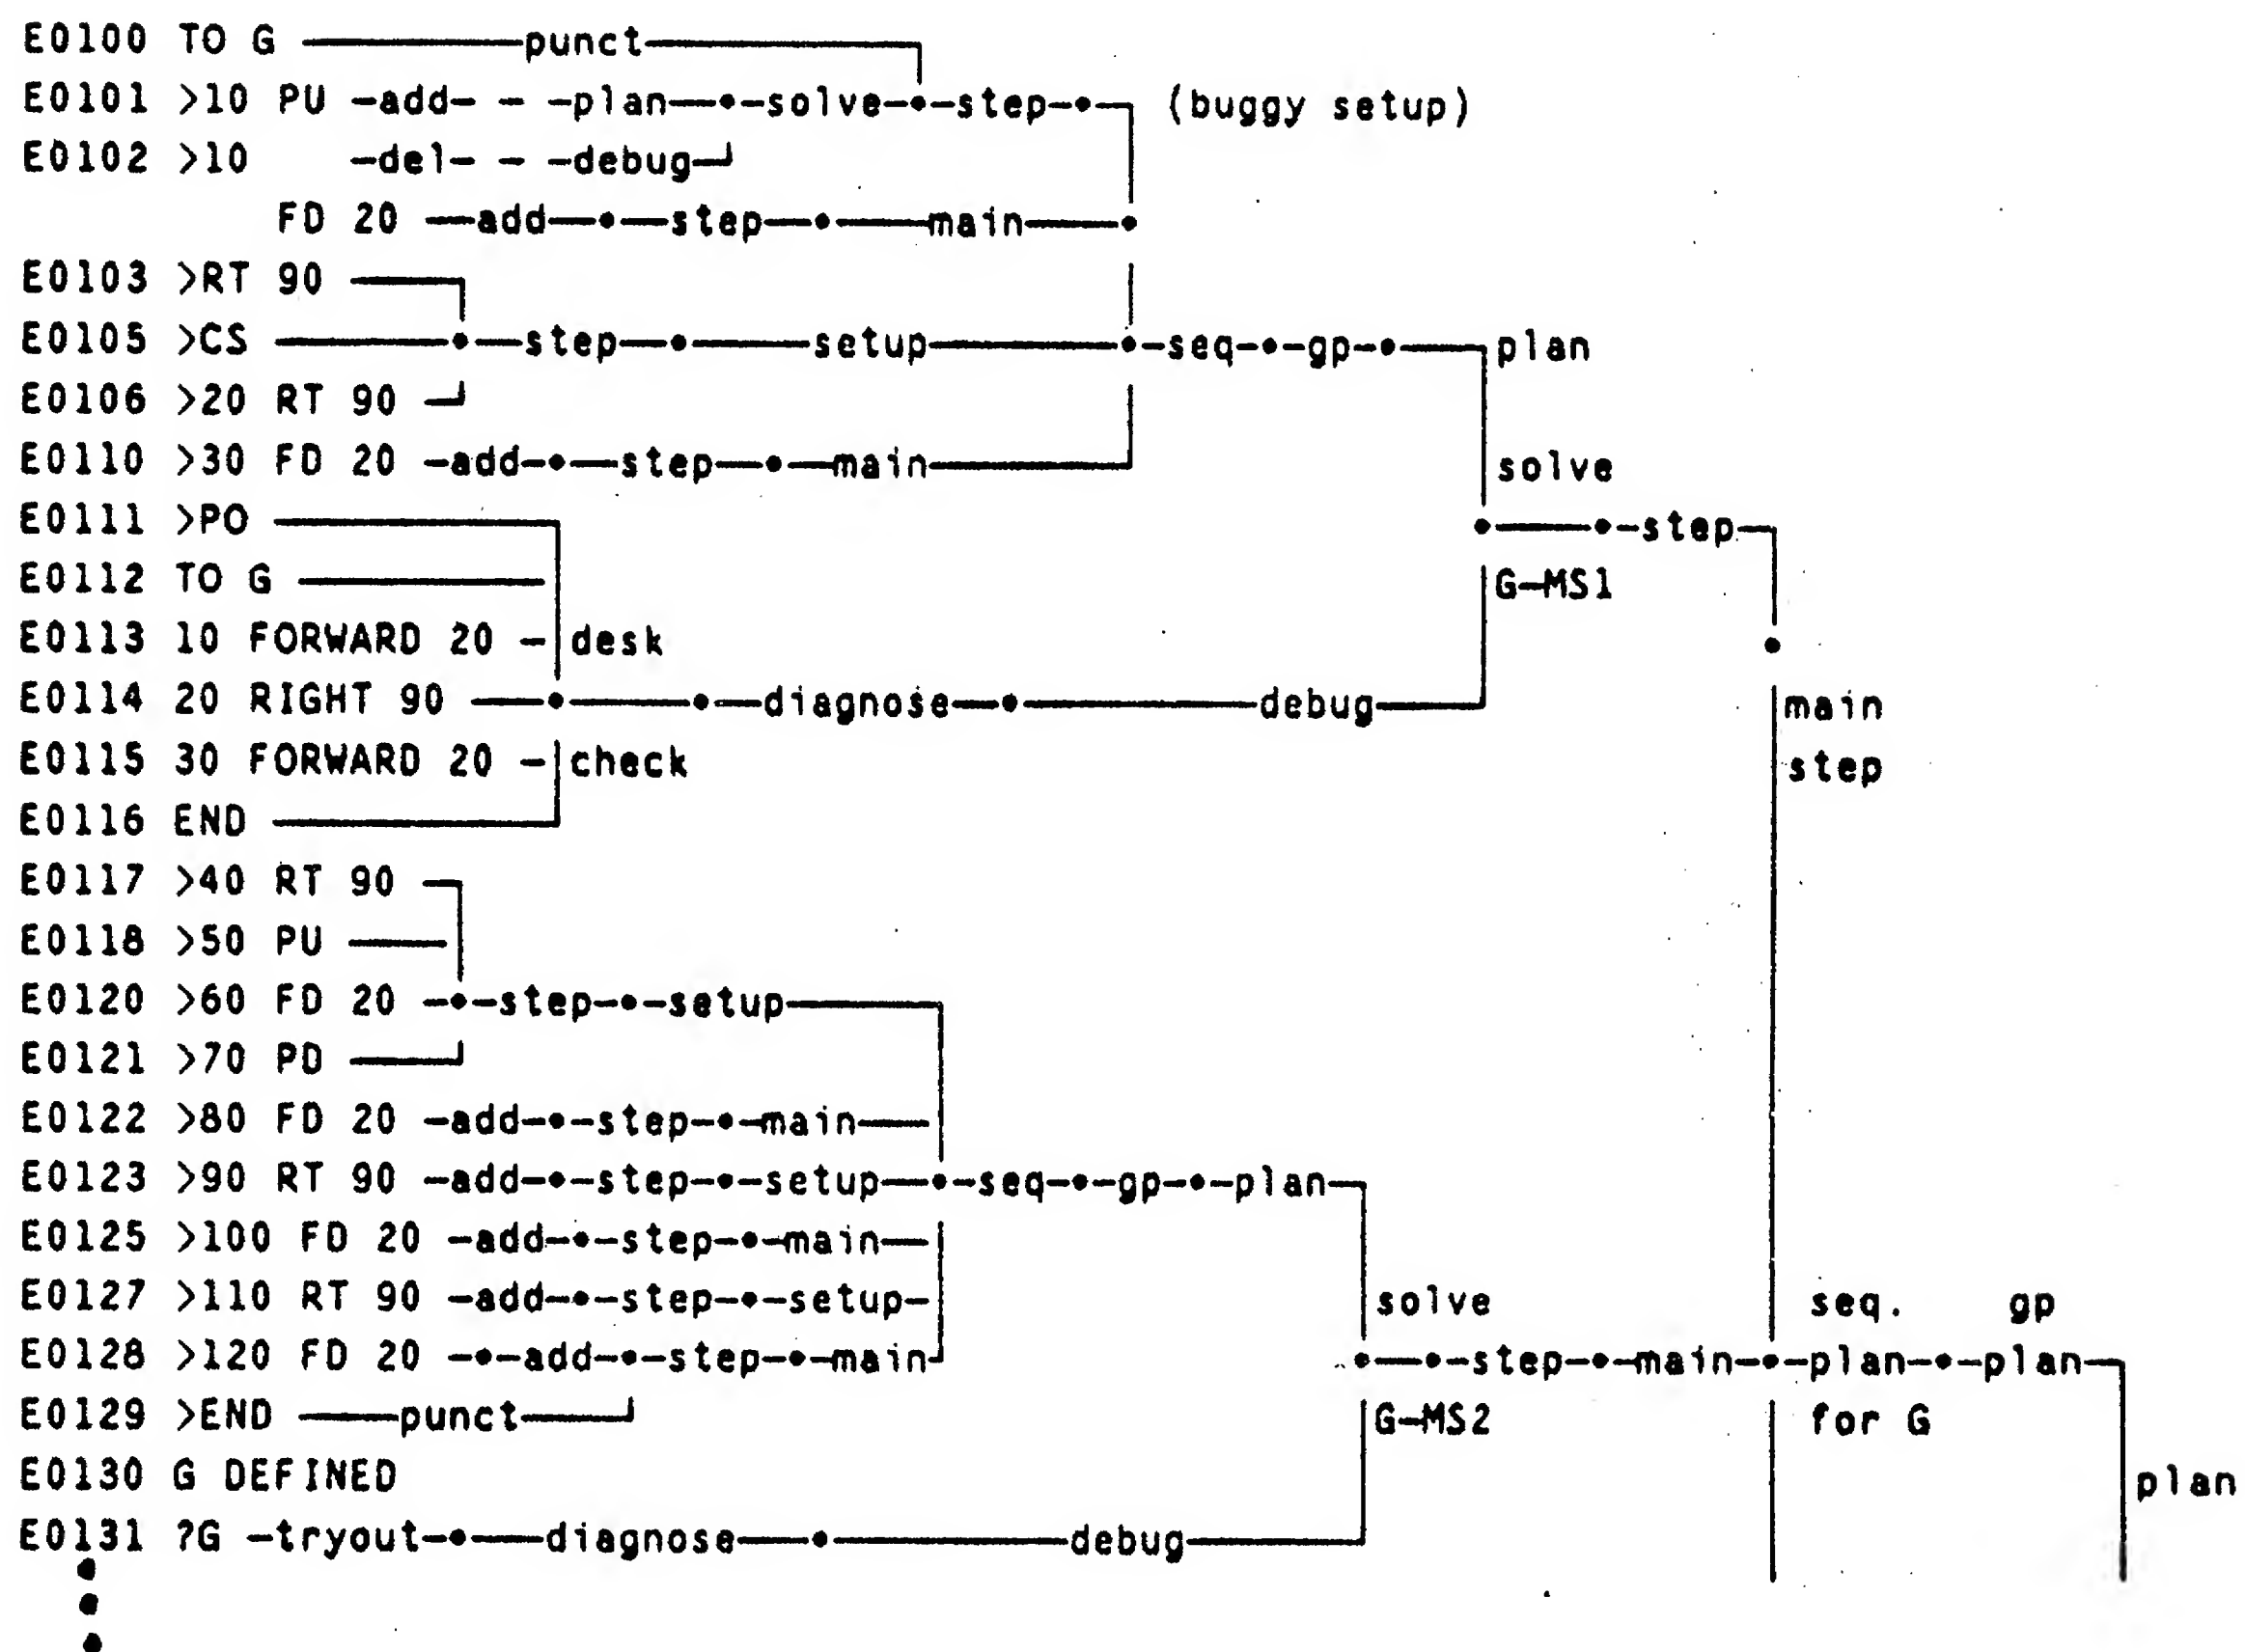 E0100 TO G punct
E0101 >10 PU -add- - -plan-•-solve-•-step-• (buggy setup)
E0102 >10 -del- - -debug
FD 20 -add-•-step-•-main-•
E0103 >RT 90
E0105 >CS •-step-•-setup-•-seq-•-gp-• plan
E0106 >20 RT 90
E0110 >30 FD 20 -add-•-step-•-main solve
E0111 >PO •-•-step
E0112 TO G G-MS1
E0113 10 FORWARD 20 - desk •
E0114 20 RIGHT 90 -•-•-diagnose-•-debug main
E0115 30 FORWARD 20 - check step
E0116 END
E0117 >40 RT 90
E0118 >50 PU
E0120 >60 FD 20 -•-step-•-setup
E0121 >70 PD
E0122 >80 FD 20 -add-•-step-•-main
E0123 >90 RT 90 -add-•-step-•-setup-•-seq-•-gp-•-plan
E0125 >100 FD 20 -add-•-step-•-main
E0127 >110 RT 90 -add-•-step-•-setup- solve seq. gp
E0128 >120 FD 20 -•-add-•-step-•-main •-•-step-•-main-•-plan-•-plan
E0129 >END punct G-MS2 for G
E0130 G DEFINED plan
E0131 ?G -tryout-•-diagnose-•-debug